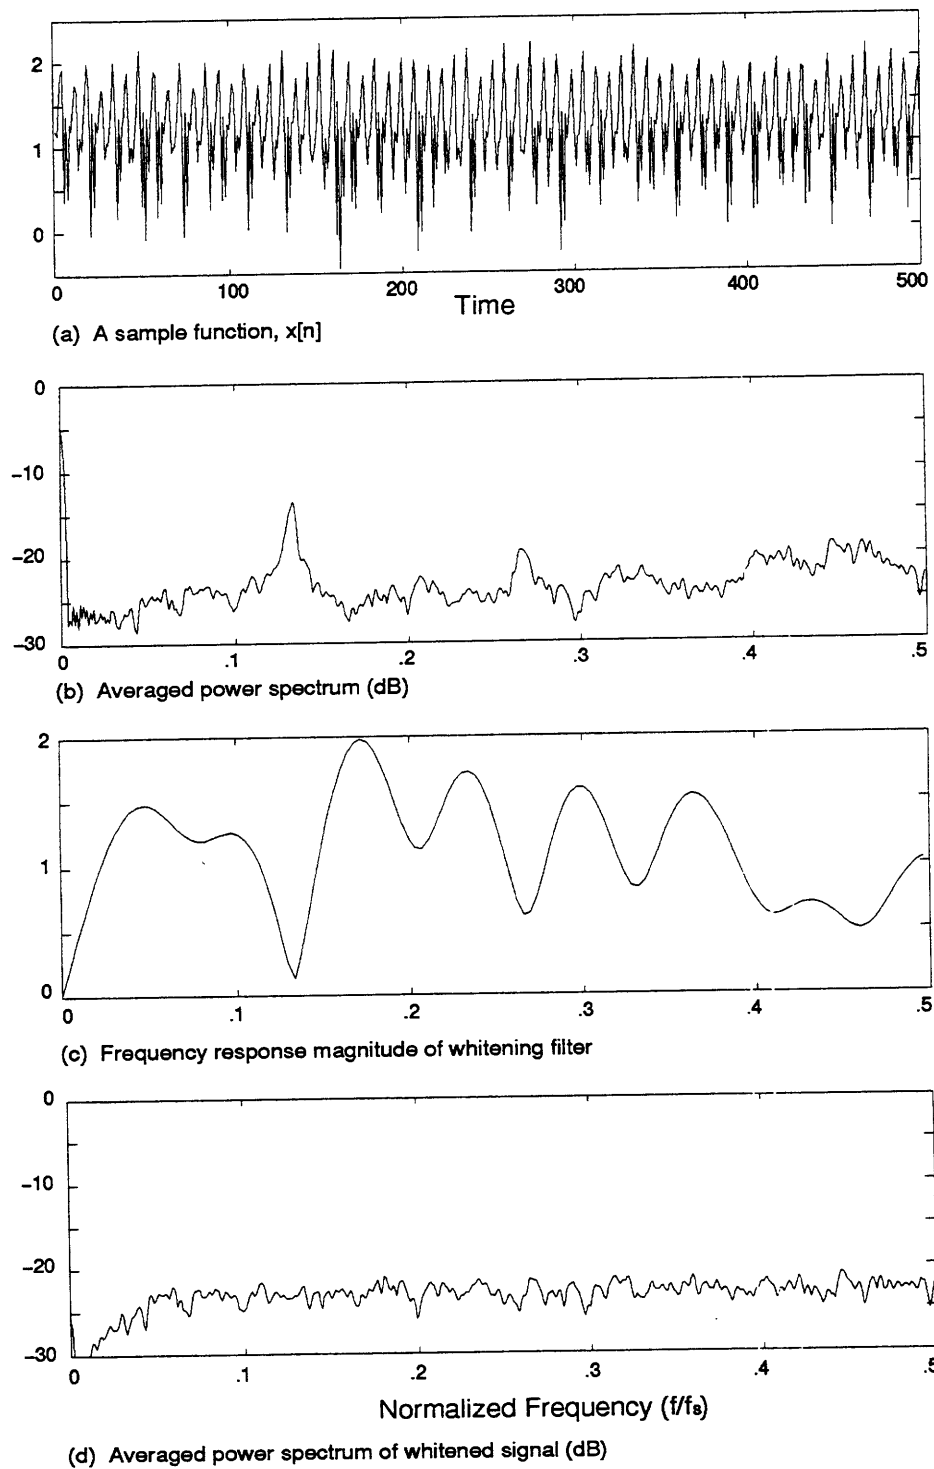 2
1
0
0 100 200 300 400 500
Time
(a) A sample function, x[n]
0
−10
−20
−30
0 .1 .2 .3 .4 .5
(b) Averaged power spectrum (dB)
2
1
0
0 .1 .2 .3 .4 .5
(c) Frequency response magnitude of whitening filter
0
−10
−20
−30
0 .1 .2 .3 .4 .5
Normalized Frequency (f/fs)
(d) Averaged power spectrum of whitened signal (dB)